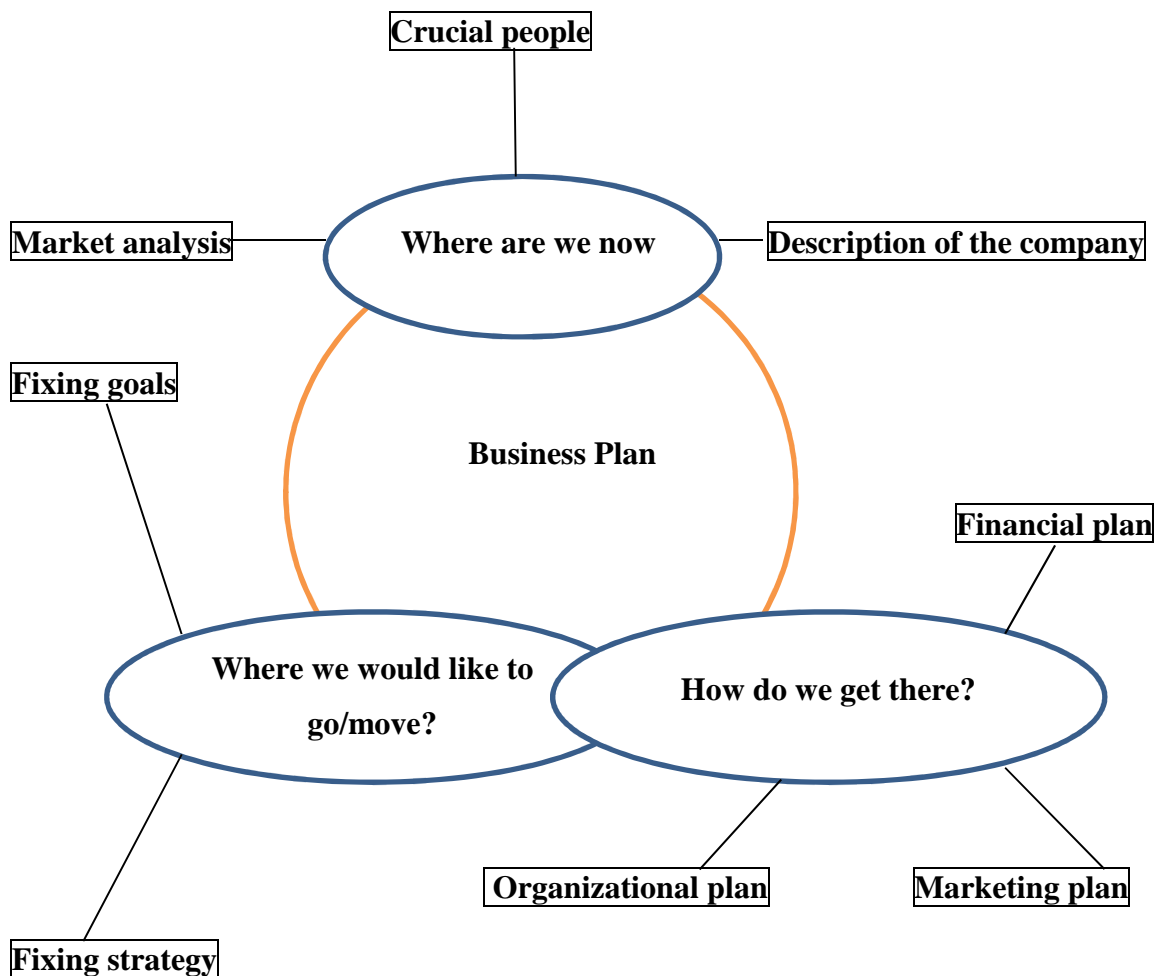 Crucial people
Market analysis
Where are we now
Description of the company
Fixing goals
Business Plan
Financial plan
Where we would like to
go/move?
How do we get there?
Organizational plan
Marketing plan
Fixing strategy